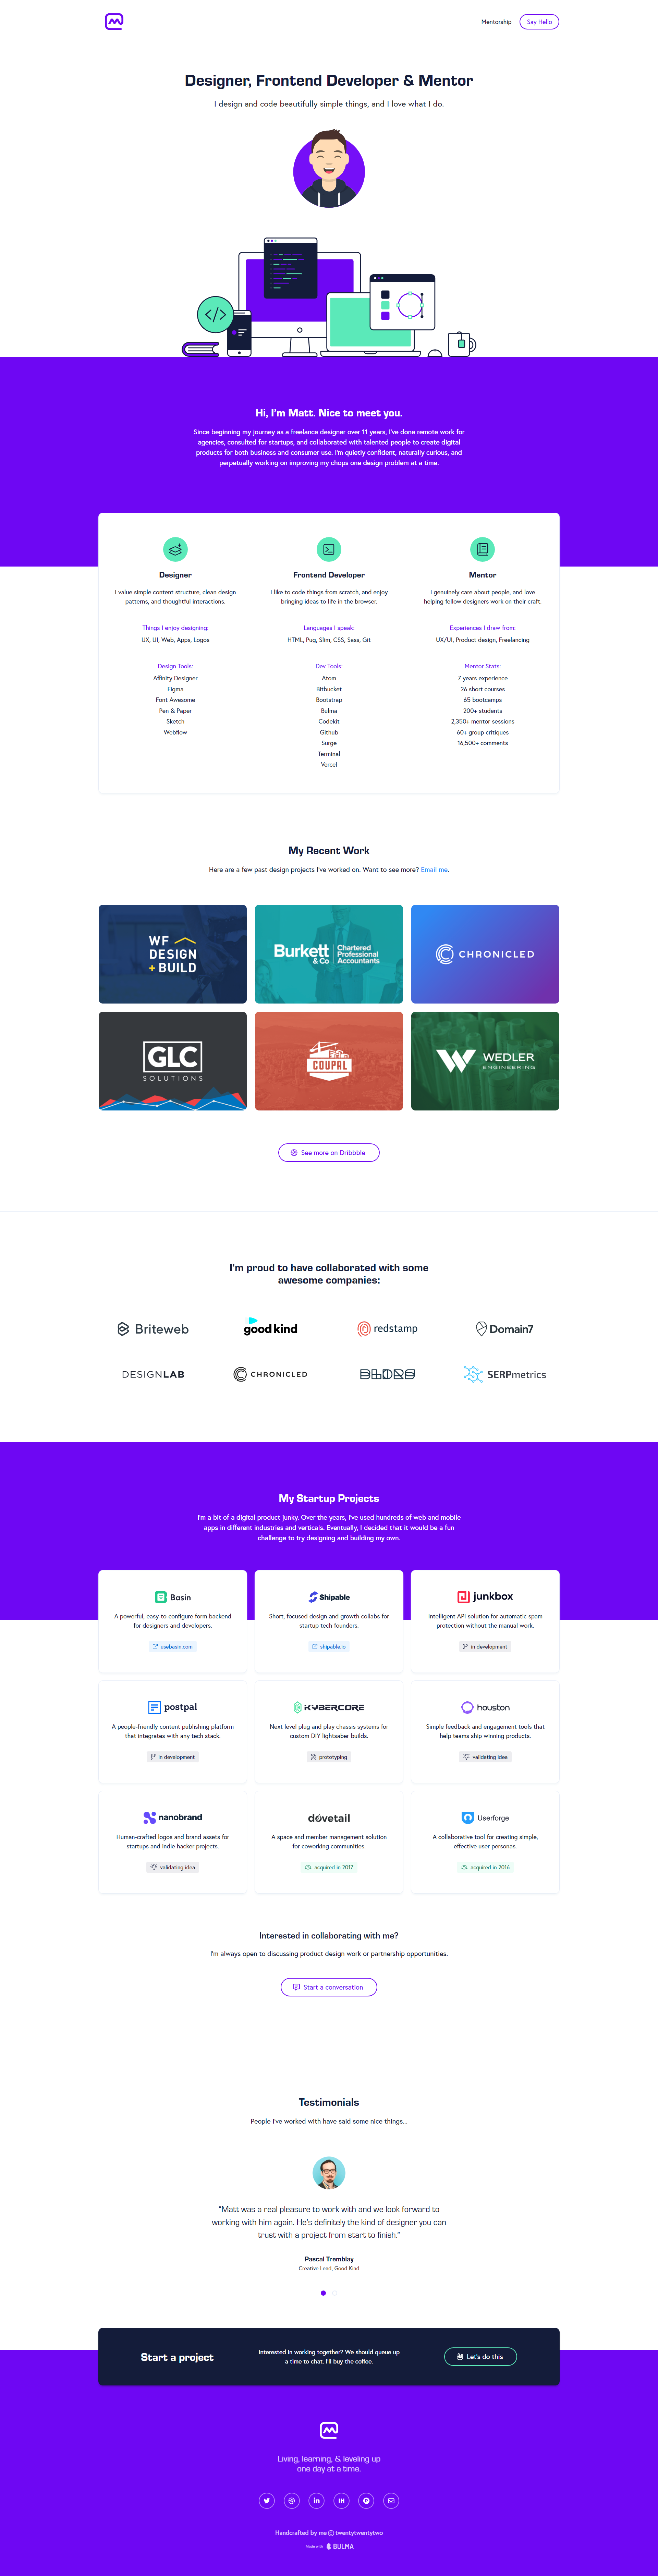 Mentorship
Say Hello
Designer, Frontend Developer & Mentor
I design and code beautifully simple things, and I love what I do.
Hi, I'm Matt. Nice to meet you.
Since beginning my journey as a freelance designer over 11 years, I've done remote work for
agencies, consulted for startups, and collaborated with talented people to create digital
products for both business and consumer use. I'm quietly confident, naturally curious, and
perpetually working on improving my chops one design problem at a time.
Designer
I value simple content structure, clean design
patterns, and thoughtful interactions.
Things I enjoy designing:
UX, UI, Web, Apps, Logos
Design Tools:
Affinity Designer
Figma
Font Awesome
Pen & Paper
Sketch
Webflow
Frontend Developer
I like to code things from scratch, and enjoy
bringing ideas to life in the browser.
Languages I speak:
HTML, Pug, Slim, CSS, Sass, Git
Dev Tools:
Atom
Bitbucket
Bootstrap
Bulma
Codekit
Github
Surge
Terminal
Vercel
Mentor
I genuinely care about people, and love
helping fellow designers work on their craft.
Experiences I draw from:
UX/UI, Product design, Freelancing
Mentor Stats:
7 years experience
26 short courses
65 bootcamps
200+ students
2,350+ mentor sessions
60+ group critiques
16,500+ comments
My Recent Work
Here are a few past design projects I've worked on. Want to see more? Email me.
WF
DESIGN
+BUILD
Burkett
& Co
Chartered
Professional
Accountants
CHRONICLED
GLC
SOLUTIONS
COUPAL
WEDLER
ENGINEERING
See more on Dribbble
I'm proud to have collaborated with some
awesome companies:
Briteweb
good kind
redstamp
Domain7
DESIGNLAB
CHRONICLED
BLOCKS
SERPmetrics
My Startup Projects
I'm a bit of a digital product junky. Over the years, I've used hundreds of web and mobile
apps in different industries and verticals. Eventually, I decided that it would be a fun
challenge to try designing and building my own.
Basin
A powerful, easy-to-configure form backend
for designers and developers.
usebasin.com
Shipable
Short, focused design and growth collabs for
startup tech founders.
shipable.io
junkbox
Intelligent API solution for automatic spam
protection without the manual work.
in development
postpal
A people-friendly content publishing platform
that integrates with any tech stack.
in development
KYBERCORE
Next level plug and play chassis systems for
custom DIY lightsaber builds.
prototyping
houston
Simple feedback and engagement tools that
help teams ship winning products.
validating idea
nanobrand
Human-crafted logos and brand assets for
startups and indie hacker projects.
validating idea
dovetail
A space and member management solution
for coworking communities.
acquired in 2017
Userforge
A collaborative tool for creating simple,
effective user personas.
acquired in 2016
Interested in collaborating with me?
I'm always open to discussing product design work or partnership opportunities.
Start a conversation
Testimonials
People I've worked with have said some nice things...
"Matt was a real pleasure to work with and we look forward to
working with him again. He's definitely the kind of designer you can
trust with a project from start to finish."
Pascal Tremblay
Creative Lead, Good Kind
Start a project
Interested in working together? We should queue up
a time to chat. I'll buy the coffee.
Let's do this
Living, learning, & leveling up
one day at a time.
IH
Handcrafted by me © twentytwentytwo
Made with BULMA